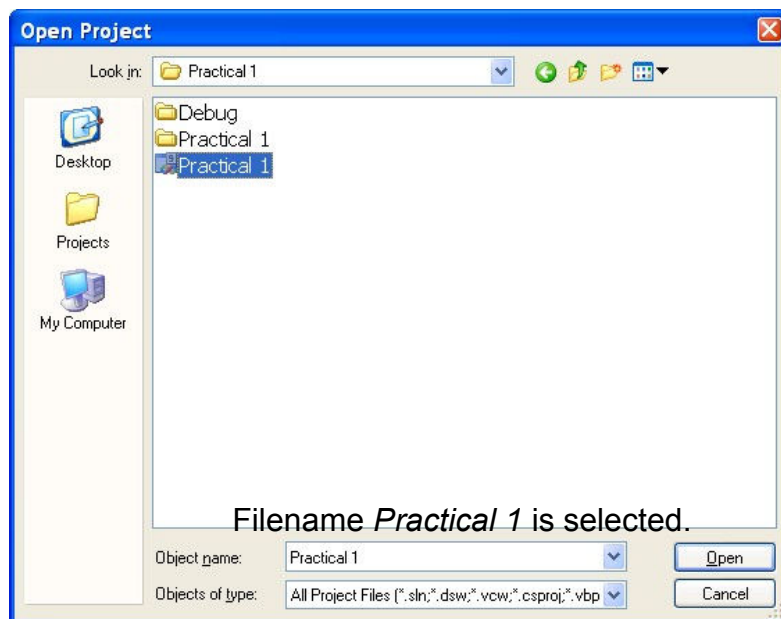 Open Project
Look in:
Practical 1
Desktop
Projects
My Computer
Debug
Practical 1
Practical 1
Filename Practical 1 is selected.
Object name:
Practical 1
Open
Objects of type:
All Project Files (*.sln;*.dsw;*.vcw;*.csproj;*.vbp
Cancel